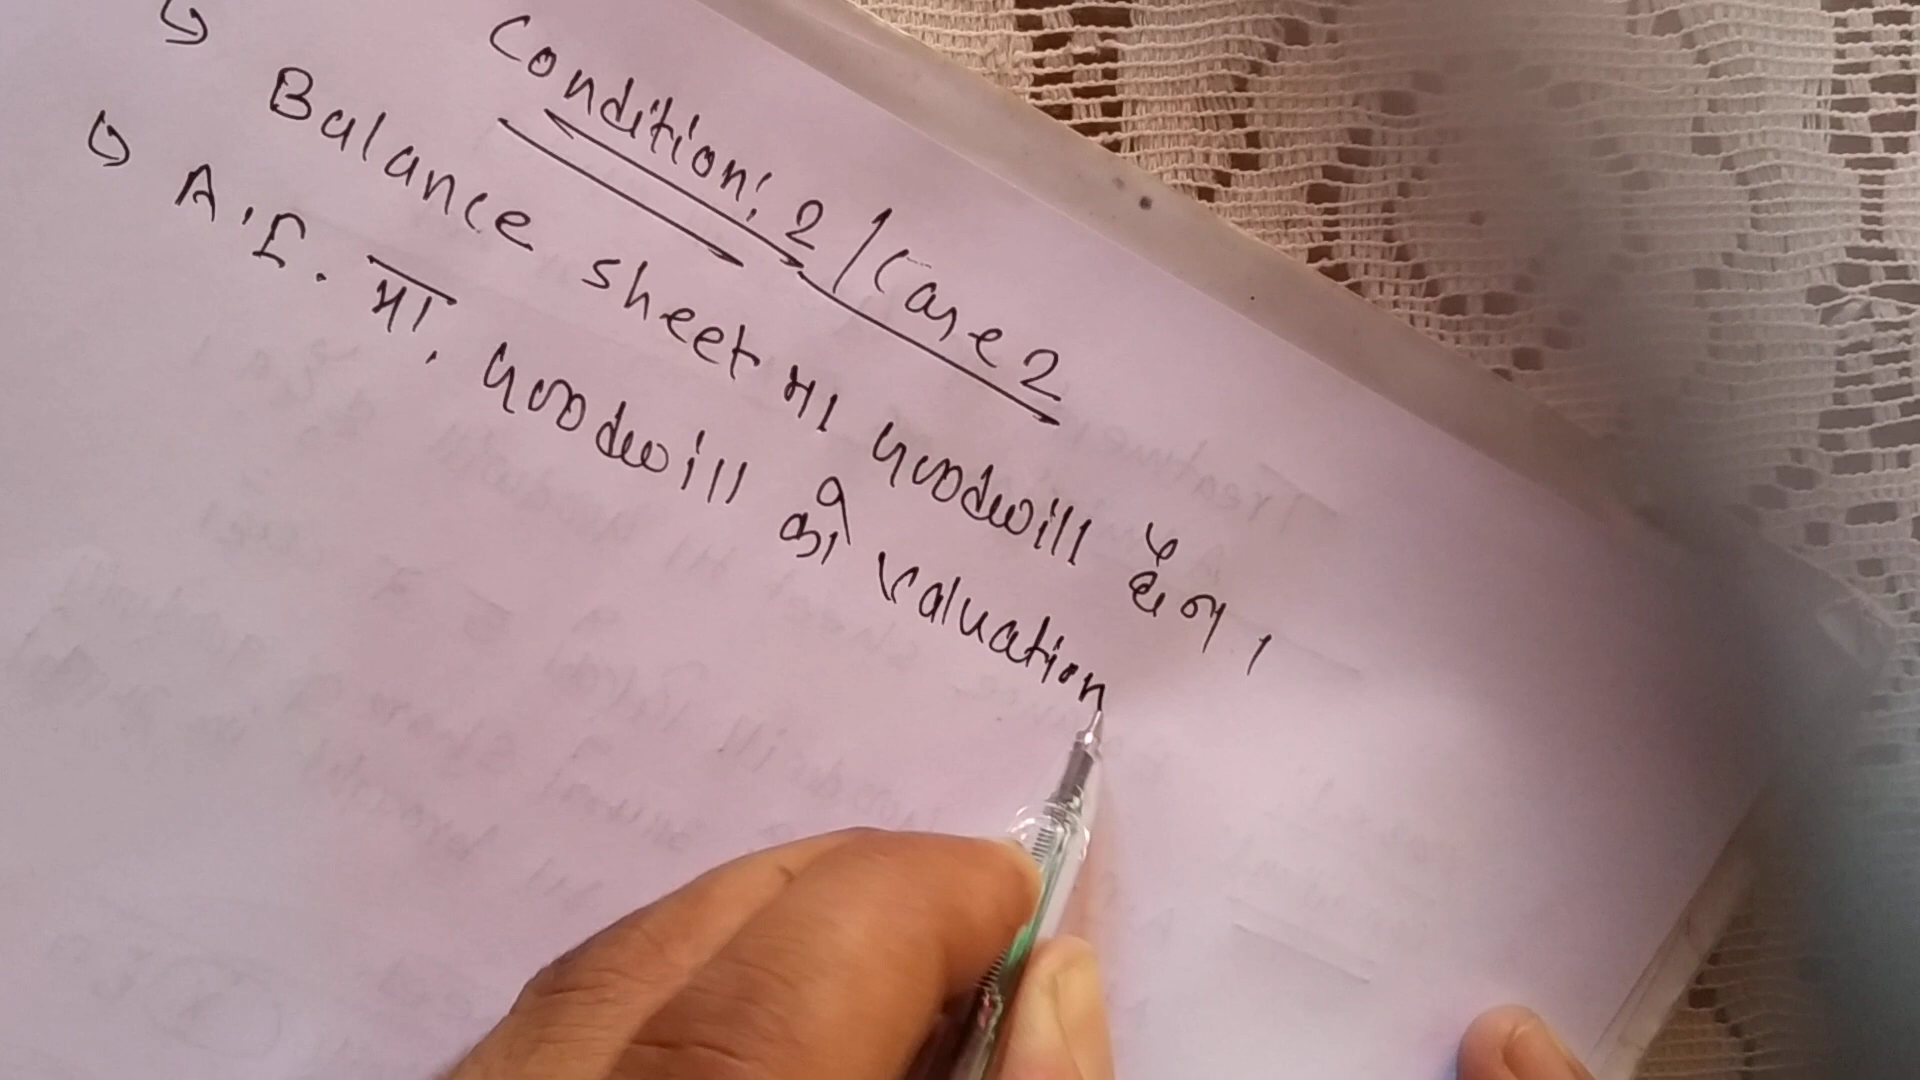 Condition: 2 / Case 2
Balance sheet मा Goodwill छैन ।
A.I. मा, Goodwill को valuation